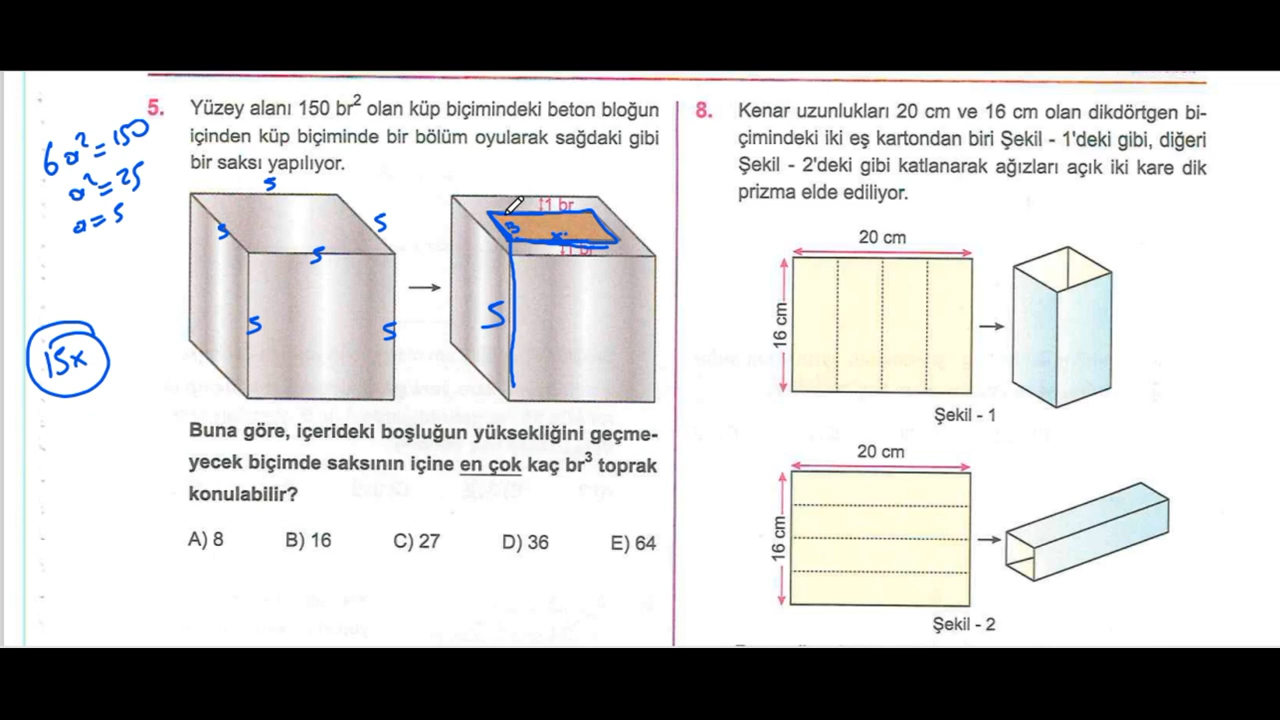 5.
Yüzey alanı 150 br² olan küp biçimindeki beton bloğun
içinden küp biçiminde bir bölüm oyularak sağdaki gibi
bir saksı yapılıyor.
6a²=150
a²=25
a=5
5
5
5
5
5
5
1 br
3
x
1 br
5
15x
Buna göre, içerideki boşluğun yüksekliğini geçme-
yecek biçimde saksının içine en çok kaç br³ toprak
konulabilir?
A) 8 B) 16 C) 27 D) 36 E) 64
8.
Kenar uzunlukları 20 cm ve 16 cm olan dikdörtgen bi-
çimindeki iki eş kartondan biri Şekil - 1'deki gibi, diğeri
Şekil - 2'deki gibi katlanarak ağızları açık iki kare dik
prizma elde ediliyor.
20 cm
16 cm
Şekil - 1
20 cm
16 cm
Şekil - 2